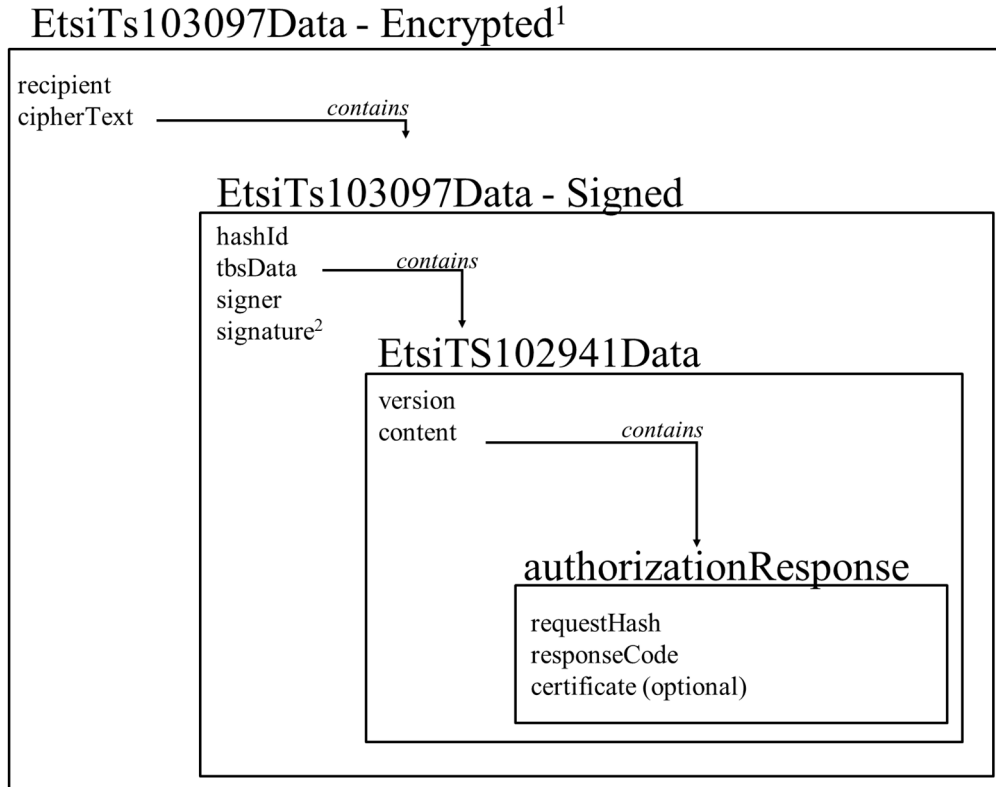 EtsiTs103097Data - Encrypted¹
recipient
cipherText
contains
EtsiTs103097Data - Signed
hashId
tbsData
contains
signer
signature²
EtsiTS102941Data
version
content
contains
authorizationResponse
requestHash
responseCode
certificate (optional)